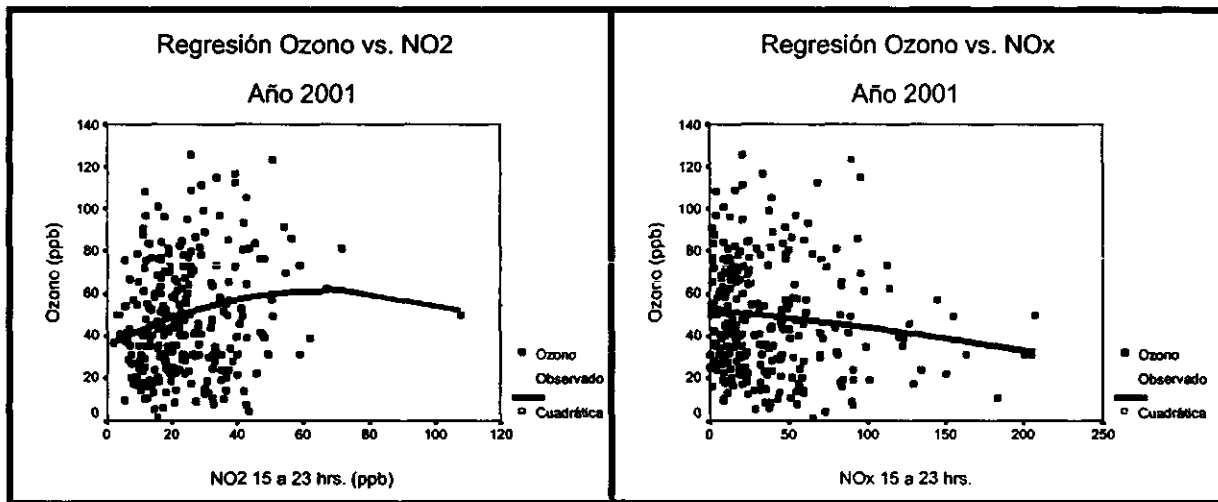 Regresión Ozono vs. NO2
Año 2001
Ozono (ppb)
140
120
100
80
60
40
20
0
0
20
40
60
80
100
120
NO2 15 a 23 hrs. (ppb)
Ozono
Observado
Cuadrática
Regresión Ozono vs. NOx
Año 2001
Ozono (ppb)
140
120
100
80
60
40
20
0
0
50
100
150
200
250
NOx 15 a 23 hrs.
Ozono
Observado
Cuadrática